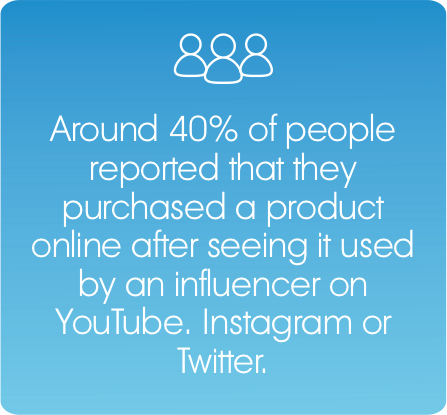 Around 40% of people
reported that they
purchased a product
online after seeing it used
by an influencer on
YouTube. Instagram or
Twitter.